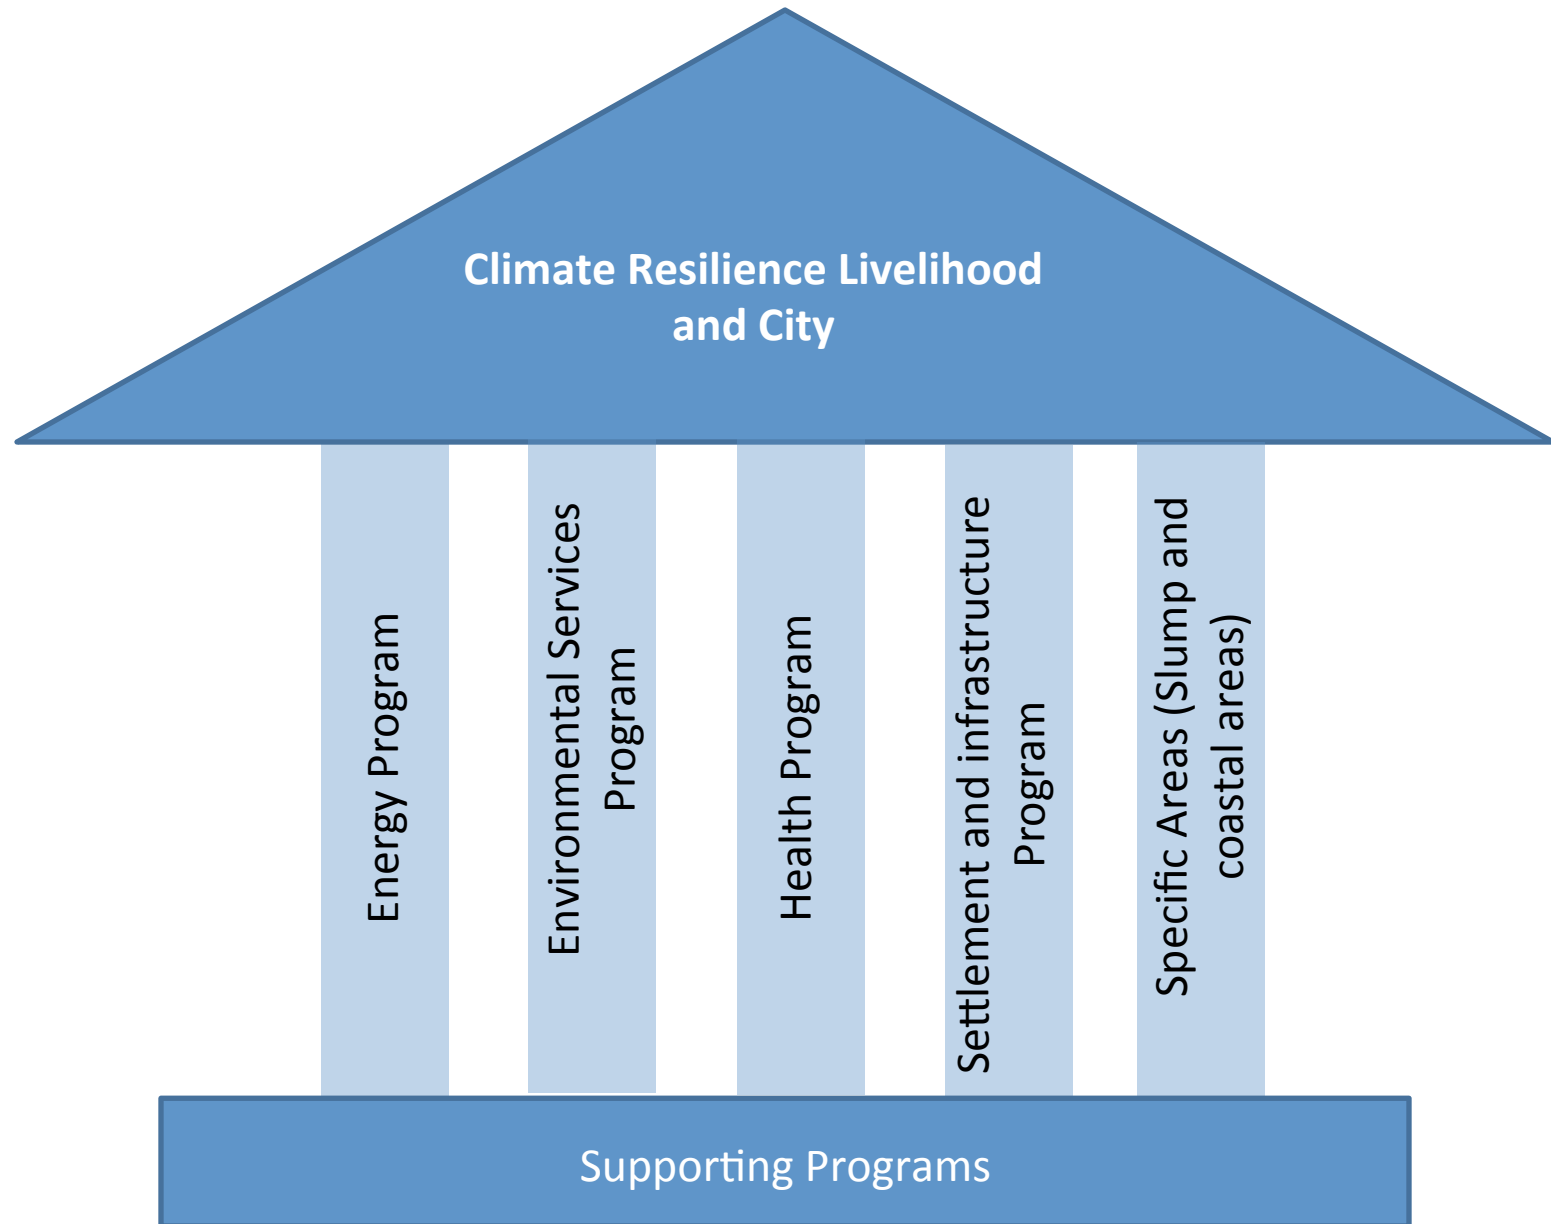 Climate Resilience Livelihood
and City
Energy Program
Environmental Services
Program
Health Program
Settlement and infrastructure
Program
Specific Areas (Slump and
coastal areas)
Supporting Programs